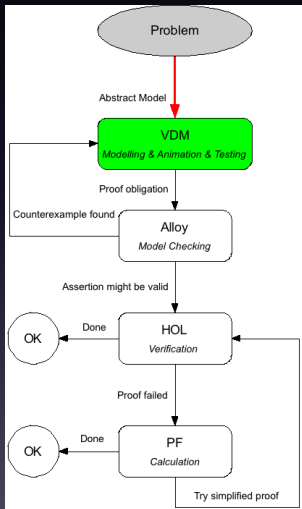 Problem
Abstract Model
VDM
Modelling & Animation & Testing
Proof obligation
Counterexample found
Alloy
Model Checking
Assertion might be valid
HOL
Verification
Done
OK
Proof failed
PF
Calculation
Done
OK
Try simplified proof